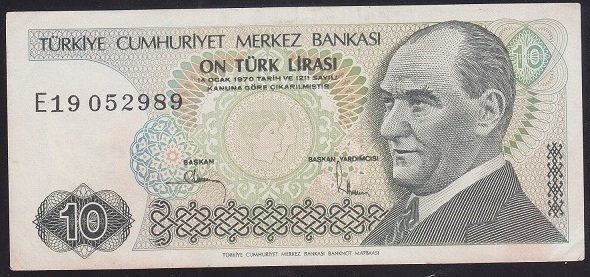 TÜRKİYE CUMHURİYET MERKEZ BANKASI
10
ON TÜRK LİRASI
14 OCAK 1970 TARİH VE 1211 SAYILI
KANUNA GÖRE ÇIKARILMIŞTIR
E19 052989
BAŞKAN
BAŞKAN YARDIMCISI
10
TÜRKİYE CUMHURİYET MERKEZ BANKASI BANKNOT MATBAASI